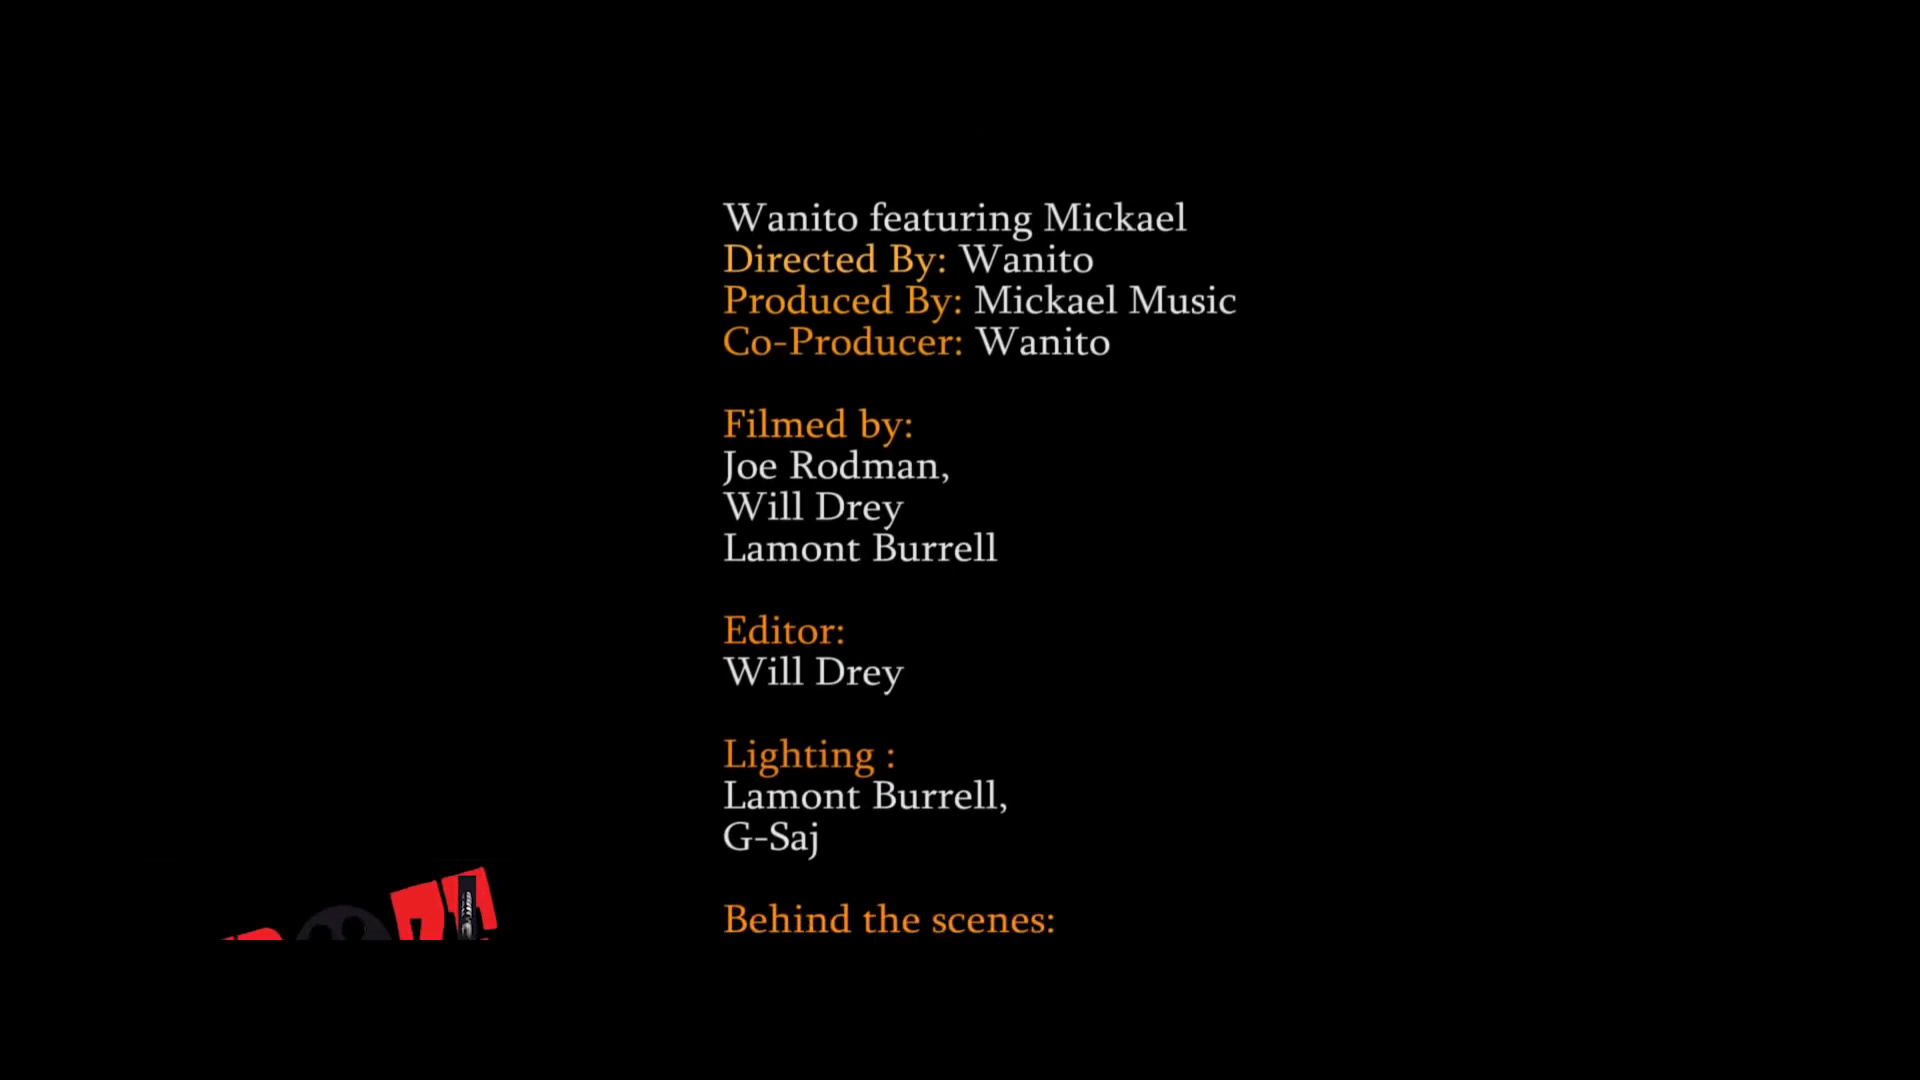 Wanito featuring Mickael
Directed By: Wanito
Produced By: Mickael Music
Co-Producer: Wanito
Filmed by:
Joe Rodman,
Will Drey
Lamont Burrell
Editor:
Will Drey
Lighting :
Lamont Burrell,
G-Saj
Behind the scenes: